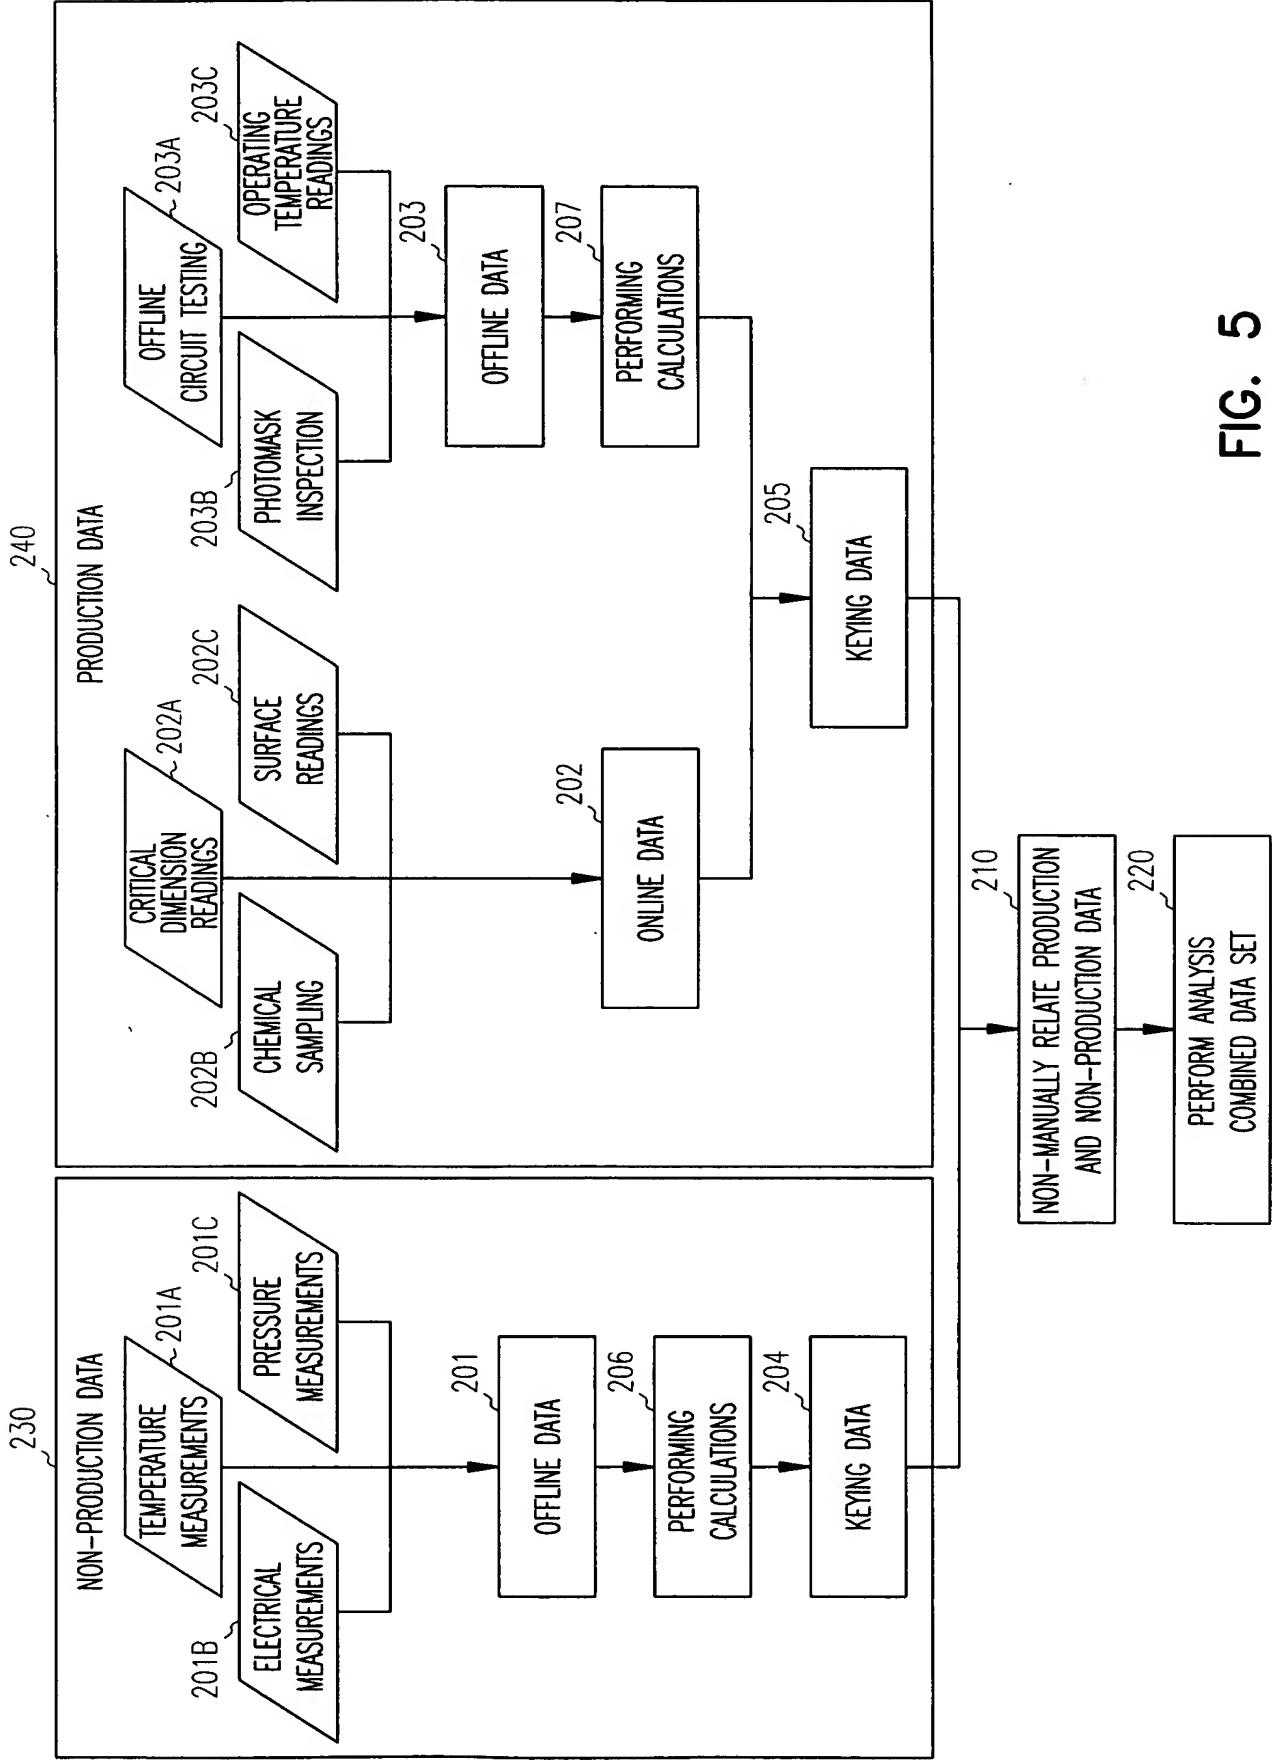 230
NON-PRODUCTION DATA
TEMPERATURE
MEASUREMENTS
201A
201B
ELECTRICAL
MEASUREMENTS
201C
PRESSURE
MEASUREMENTS
201
OFFLINE DATA
206
PERFORMING
CALCULATIONS
204
KEYING DATA
240
PRODUCTION DATA
CRITICAL
DIMENSION
READINGS
202A
202B
CHEMICAL
SAMPLING
202C
SURFACE
READINGS
202
ONLINE DATA
OFFLINE
CIRCUIT TESTING
203A
203B
PHOTOMASK
INSPECTION
203C
OPERATING
TEMPERATURE
READINGS
203
OFFLINE DATA
207
PERFORMING
CALCULATIONS
205
KEYING DATA
210
NON-MANUALLY RELATE PRODUCTION
AND NON-PRODUCTION DATA
220
PERFORM ANALYSIS
COMBINED DATA SET
FIG. 5